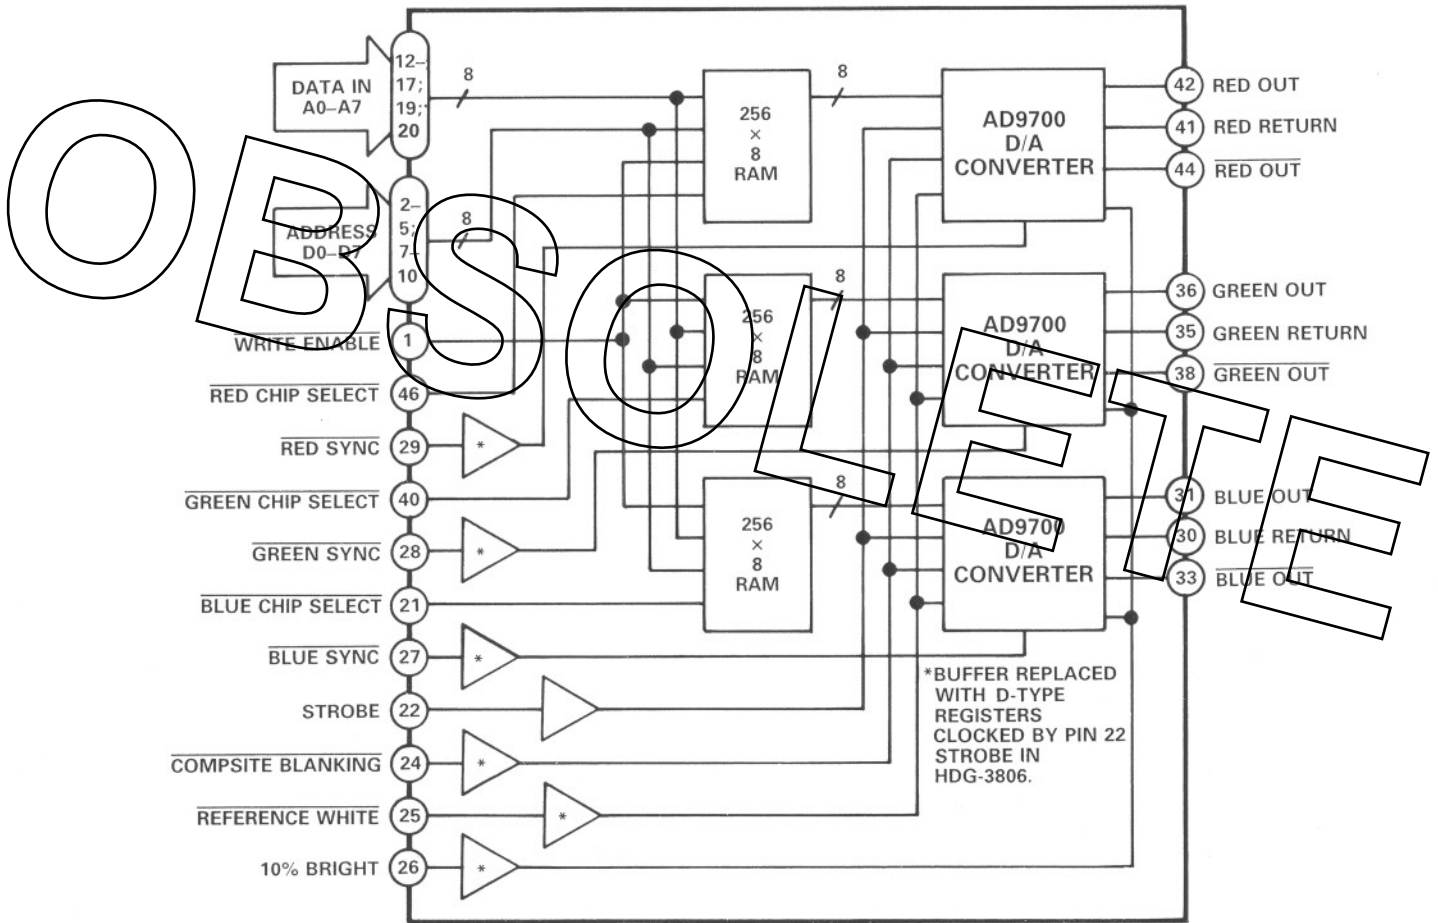 DATA IN
A0–A7
12–
17;
19;
20
8
ADDRESS
D0–D7
2–
5;
7–
10
8
WRITE ENABLE
1
RED CHIP SELECT
46
RED SYNC
29
*
GREEN CHIP SELECT
40
GREEN SYNC
28
*
BLUE CHIP SELECT
21
BLUE SYNC
27
*
STROBE
22
COMPSITE BLANKING
24
*
REFERENCE WHITE
25
*
10% BRIGHT
26
*
256
×
8
RAM
8
AD9700
D/A
CONVERTER
42
RED OUT
41
RED RETURN
44
RED OUT
256
×
8
RAM
8
AD9700
D/A
CONVERTER
36
GREEN OUT
35
GREEN RETURN
38
GREEN OUT
256
×
8
RAM
8
AD9700
D/A
CONVERTER
31
BLUE OUT
30
BLUE RETURN
33
BLUE OUT
*BUFFER REPLACED
WITH D-TYPE
REGISTERS
CLOCKED BY PIN 22
STROBE IN
HDG-3806.
OBSOLETE